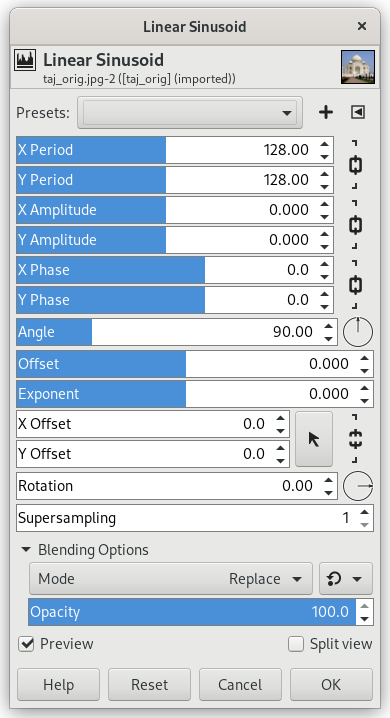 Linear Sinusoid
Linear Sinusoid
taj_orig.jpg-2 ([taj_orig] (imported))
Presets:
X Period 128.00
Y Period 128.00
X Amplitude 0.000
Y Amplitude 0.000
X Phase 0.0
Y Phase 0.0
Angle 90.00
Offset 0.000
Exponent 0.000
X Offset 0.0
Y Offset 0.0
Rotation 0.00
Supersampling 1
Blending Options
Mode Replace
Opacity 100.0
Preview Split view
Help Reset Cancel OK